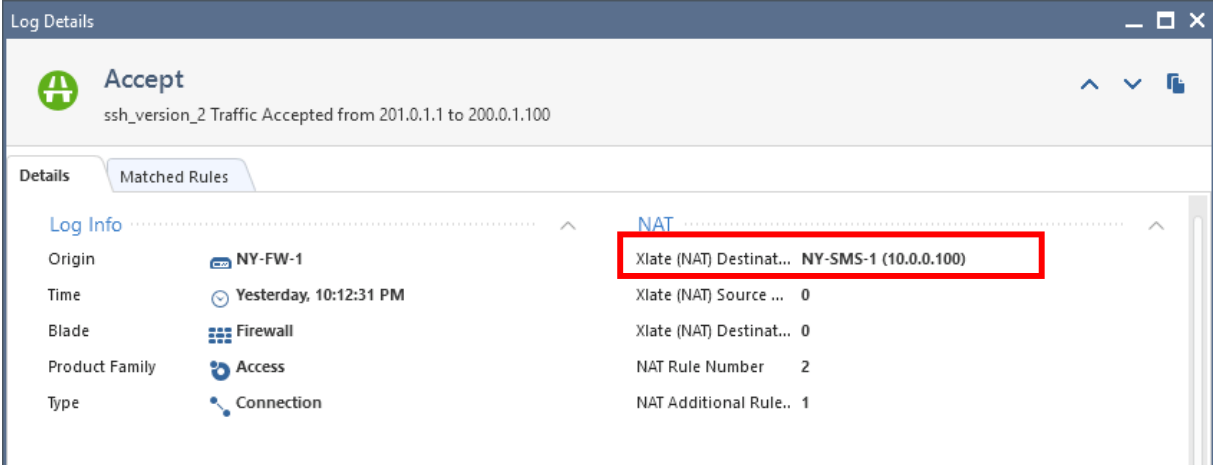 Log Details
Accept
ssh_version_2 Traffic Accepted from 201.0.1.1 to 200.0.1.100
Details Matched Rules
Log Info
Origin NY-FW-1
Time Yesterday, 10:12:31 PM
Blade Firewall
Product Family Access
Type Connection
NAT
Xlate (NAT) Destinat... NY-SMS-1 (10.0.0.100)
Xlate (NAT) Source ... 0
Xlate (NAT) Destinat... 0
NAT Rule Number 2
NAT Additional Rule.. 1